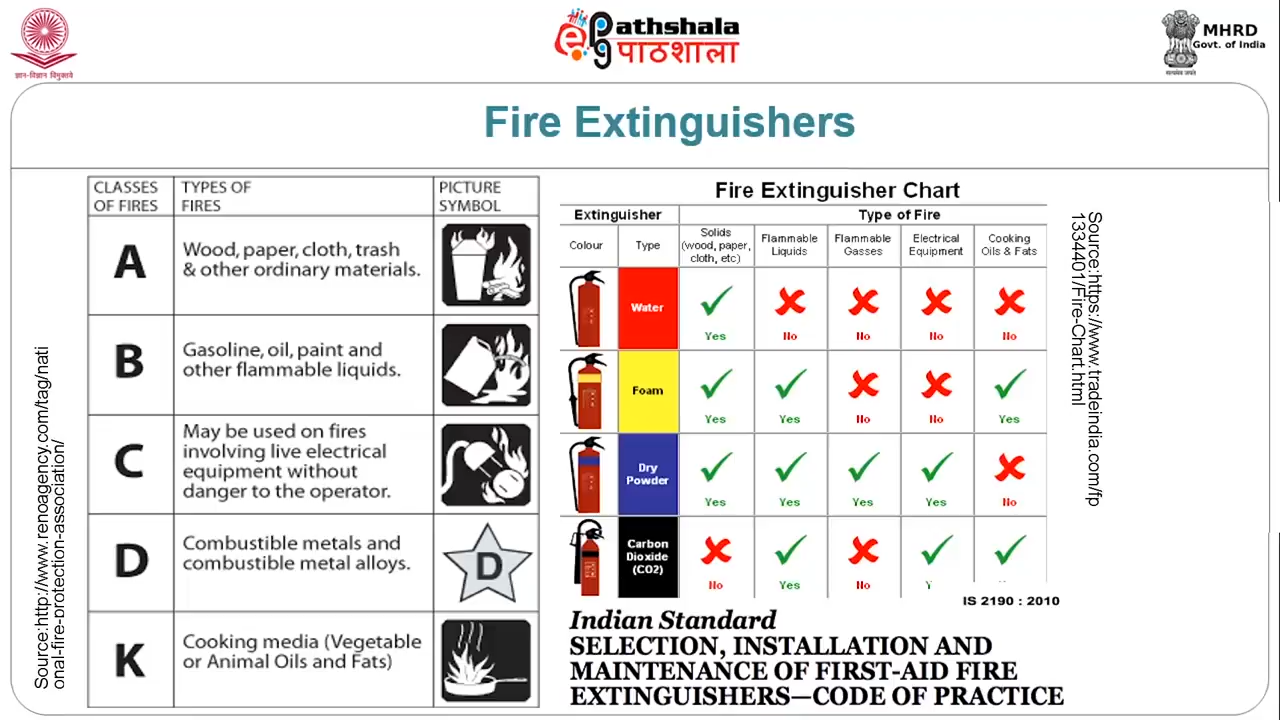 ज्ञान-विज्ञान विमुक्तये
ePG Pathshala
पाठशाला
MHRD
Govt. of India
सत्यमेव जयते
Fire Extinguishers
CLASSES OF FIRES
TYPES OF FIRES
PICTURE SYMBOL
A
Wood, paper, cloth, trash
& other ordinary materials.
B
Gasoline, oil, paint and
other flammable liquids.
C
May be used on fires
involving live electrical
equipment without
danger to the operator.
D
Combustible metals and
combustible metal alloys.
D
K
Cooking media (Vegetable
or Animal Oils and Fats)
Source:http://www.renoagency.com/tag/nati
onal-fire-protection-association/
Fire Extinguisher Chart
Extinguisher
Type of Fire
Colour
Type
Solids
(wood, paper,
cloth, etc)
Flammable
Liquids
Flammable
Gasses
Electrical
Equipment
Cooking
Oils & Fats
Water
Yes
No
No
No
No
Foam
Yes
Yes
No
No
Yes
Dry
Powder
Yes
Yes
Yes
Yes
No
Carbon
Dioxide
(CO2)
No
Yes
No
Y
IS 2190 : 2010
Indian Standard
SELECTION, INSTALLATION AND
MAINTENANCE OF FIRST-AID FIRE
EXTINGUISHERS—CODE OF PRACTICE
Source:https://www.tradeindia.com/fp
1334401/Fire-Chart.html